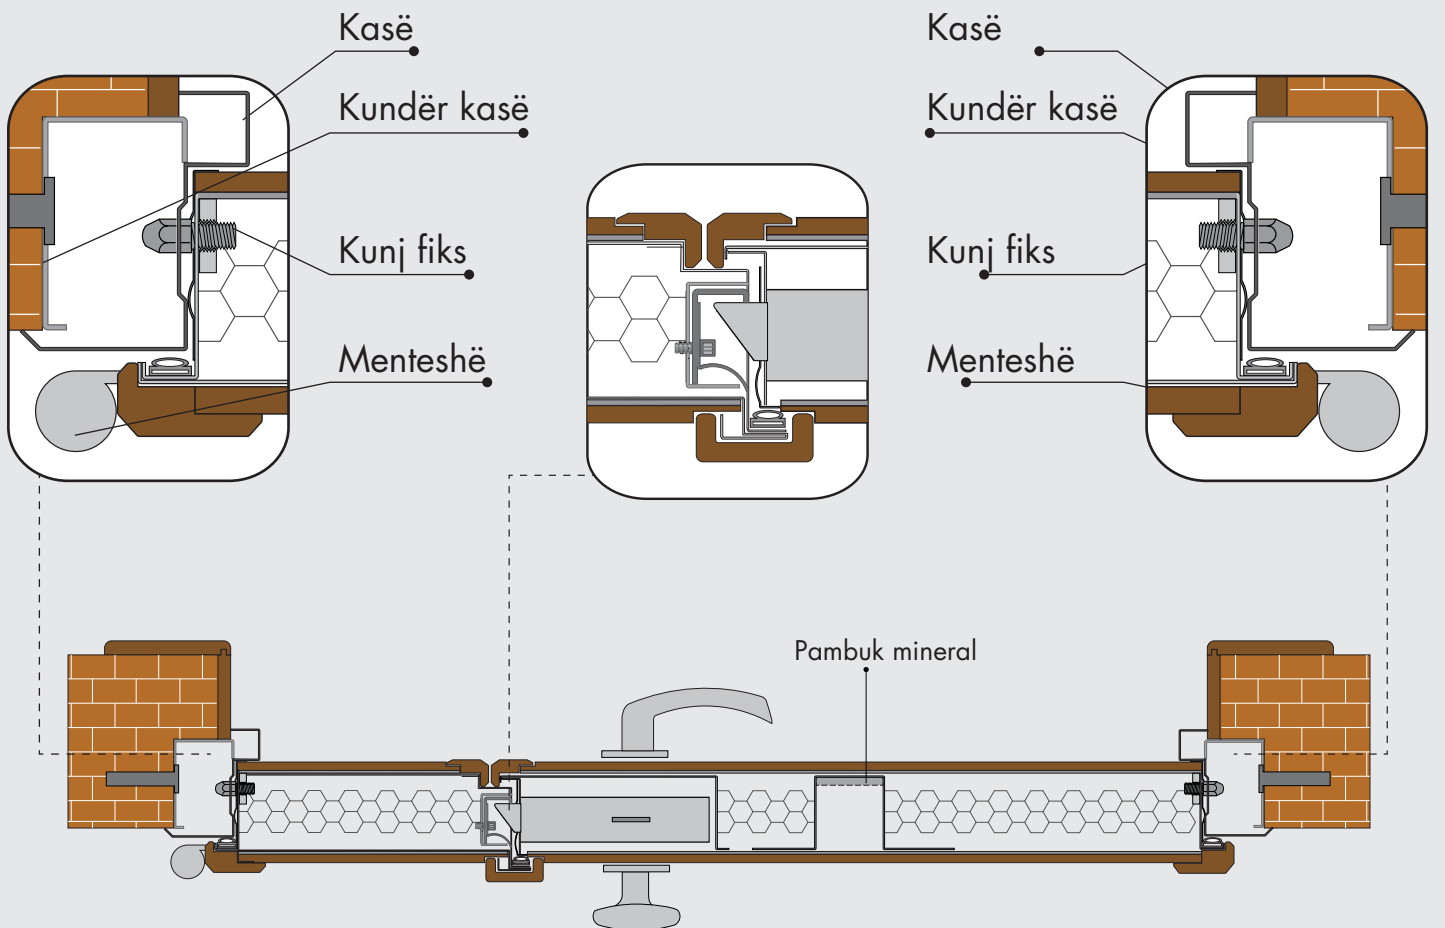 Kasë
Kundër kasë
Kunj fiks
Menteshë
Kasë
Kundër kasë
Kunj fiks
Menteshë
Pambuk mineral